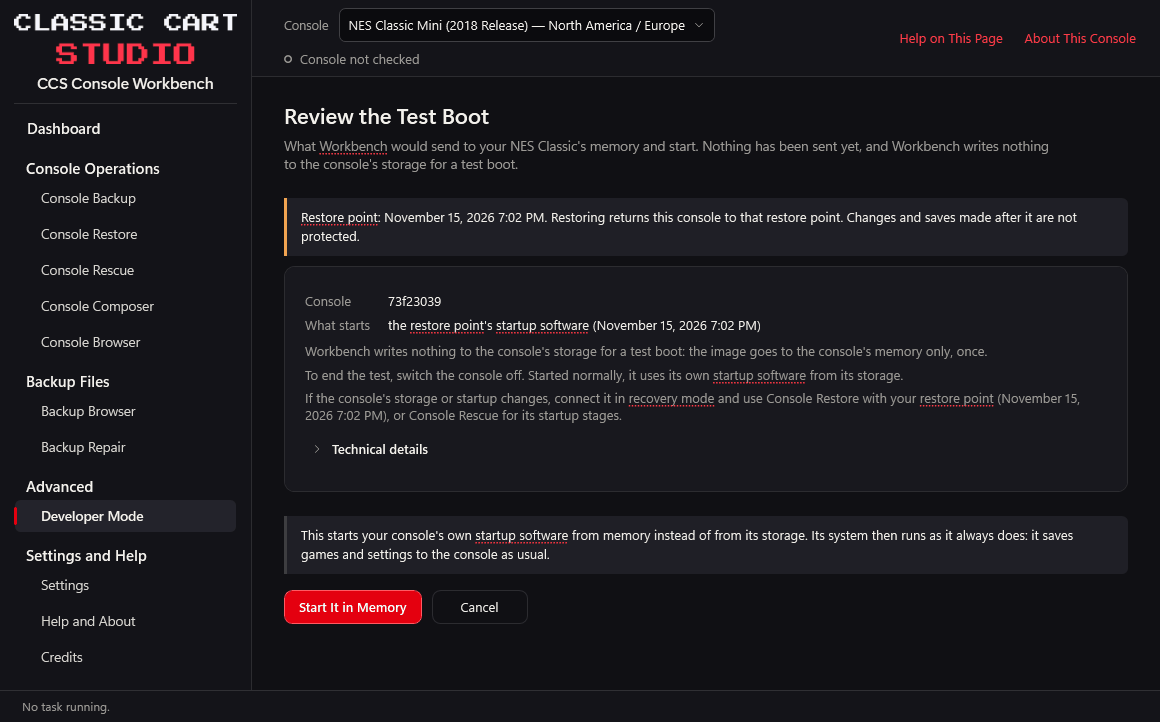 CLASSIC CART
STUDIO
CCS Console Workbench
Dashboard
Console Operations
Console Backup
Console Restore
Console Rescue
Console Composer
Console Browser
Backup Files
Backup Browser
Backup Repair
Advanced
Developer Mode
Settings and Help
Settings
Help and About
Credits
Console
NES Classic Mini (2018 Release) — North America / Europe
Console not checked
Help on This Page
About This Console
Review the Test Boot
What Workbench would send to your NES Classic's memory and start. Nothing has been sent yet, and Workbench writes nothing
to the console's storage for a test boot.
Restore point: November 15, 2026 7:02 PM. Restoring returns this console to that restore point. Changes and saves made after it are not
protected.
Console 73f23039
What starts the restore point's startup software (November 15, 2026 7:02 PM)
Workbench writes nothing to the console's storage for a test boot: the image goes to the console's memory only, once.
To end the test, switch the console off. Started normally, it uses its own startup software from its storage.
If the console's storage or startup changes, connect it in recovery mode and use Console Restore with your restore point (November 15,
2026 7:02 PM), or Console Rescue for its startup stages.
Technical details
This starts your console's own startup software from memory instead of from its storage. Its system then runs as it always does: it saves
games and settings to the console as usual.
Start It in Memory
Cancel
No task running.